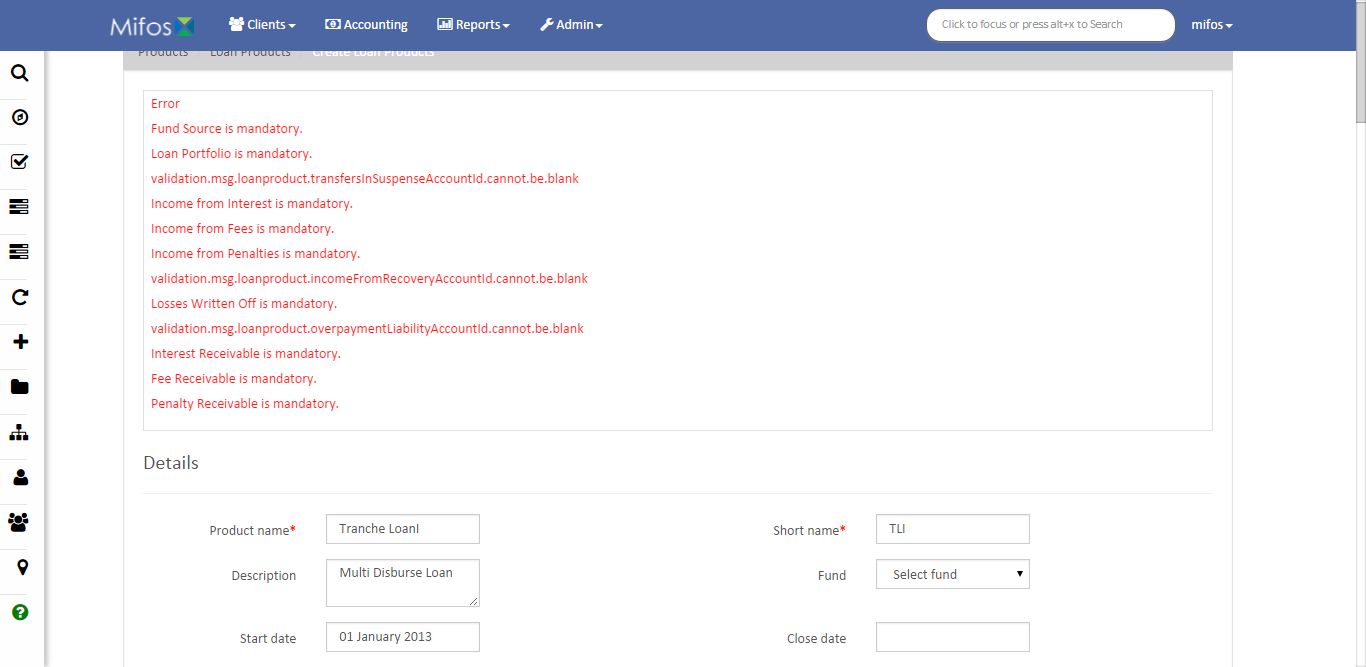 Mifos X Clients Accounting Reports Admin Click to focus or press alt+x to Search mifos
Products / Loan Products / Create Loan Products
Error
Fund Source is mandatory.
Loan Portfolio is mandatory.
validation.msg.loanproduct.transfersInSuspenseAccountId.cannot.be.blank
Income from Interest is mandatory.
Income from Fees is mandatory.
Income from Penalties is mandatory.
validation.msg.loanproduct.incomeFromRecoveryAccountId.cannot.be.blank
Losses Written Off is mandatory.
validation.msg.loanproduct.overpaymentLiabilityAccountId.cannot.be.blank
Interest Receivable is mandatory.
Fee Receivable is mandatory.
Penalty Receivable is mandatory.
Details
Product name* Tranche LoanI Short name* TLI
Description Multi Disburse Loan Fund Select fund
Start date 01 January 2013 Close date